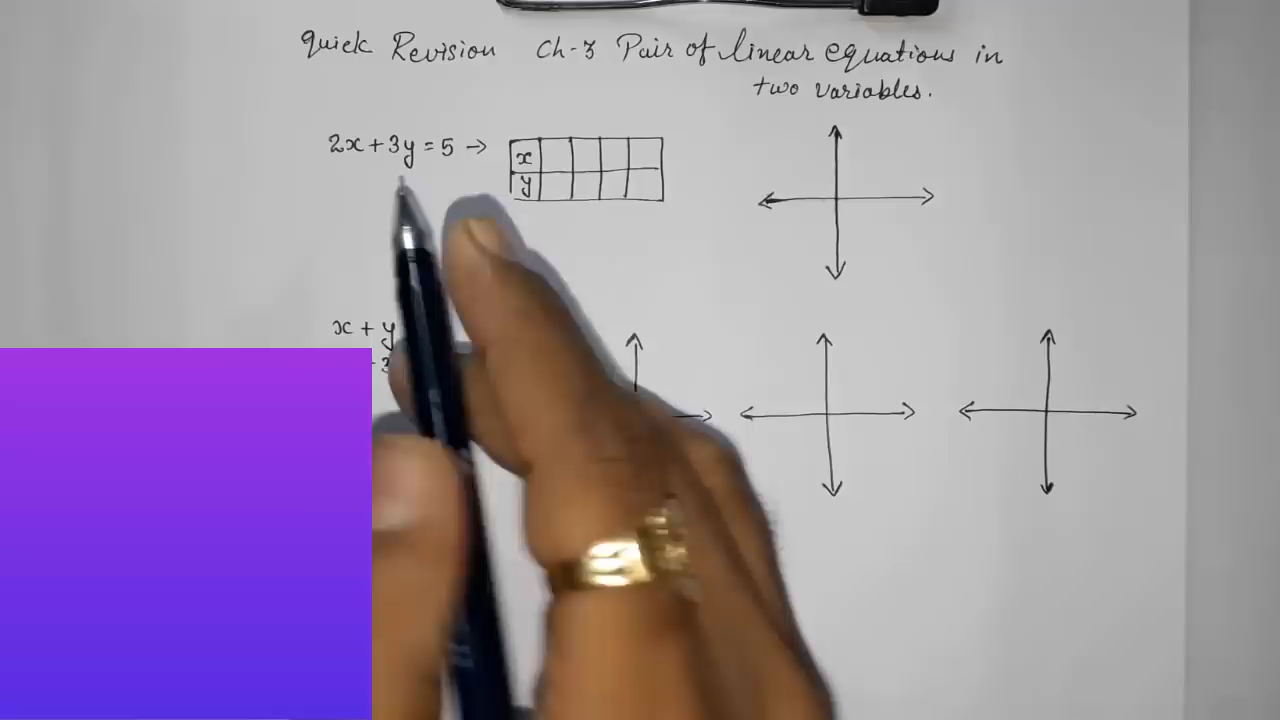 Quick Revision Ch-3 Pair of linear equations in
two variables.
2x + 3y = 5 →
x
y
x + y